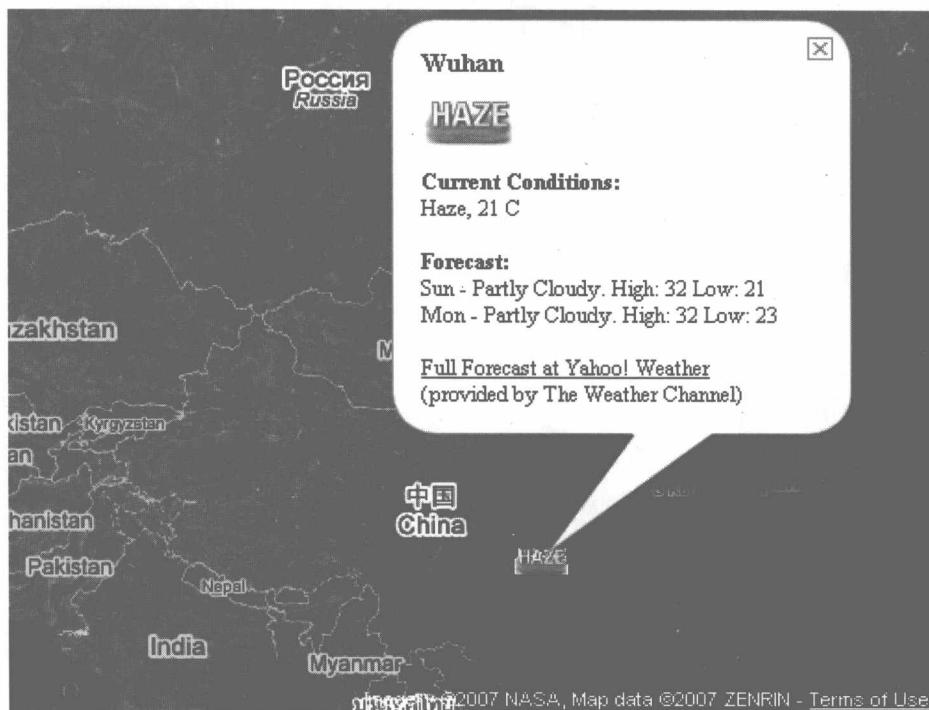 Россия
Russia
Wuhan
HAZE
Current Conditions:
Haze, 21 C
Forecast:
Sun - Partly Cloudy. High: 32 Low: 21
Mon - Partly Cloudy. High: 32 Low: 23
Full Forecast at Yahoo! Weather
(provided by The Weather Channel)
zakhstan
M
kistan
Kyrgyzstan
an
中国
China
hanistan
HAZE
Pakistan
Nepal
India
Myanmar
©2007 NASA, Map data ©2007 ZENRIN - Terms of Use